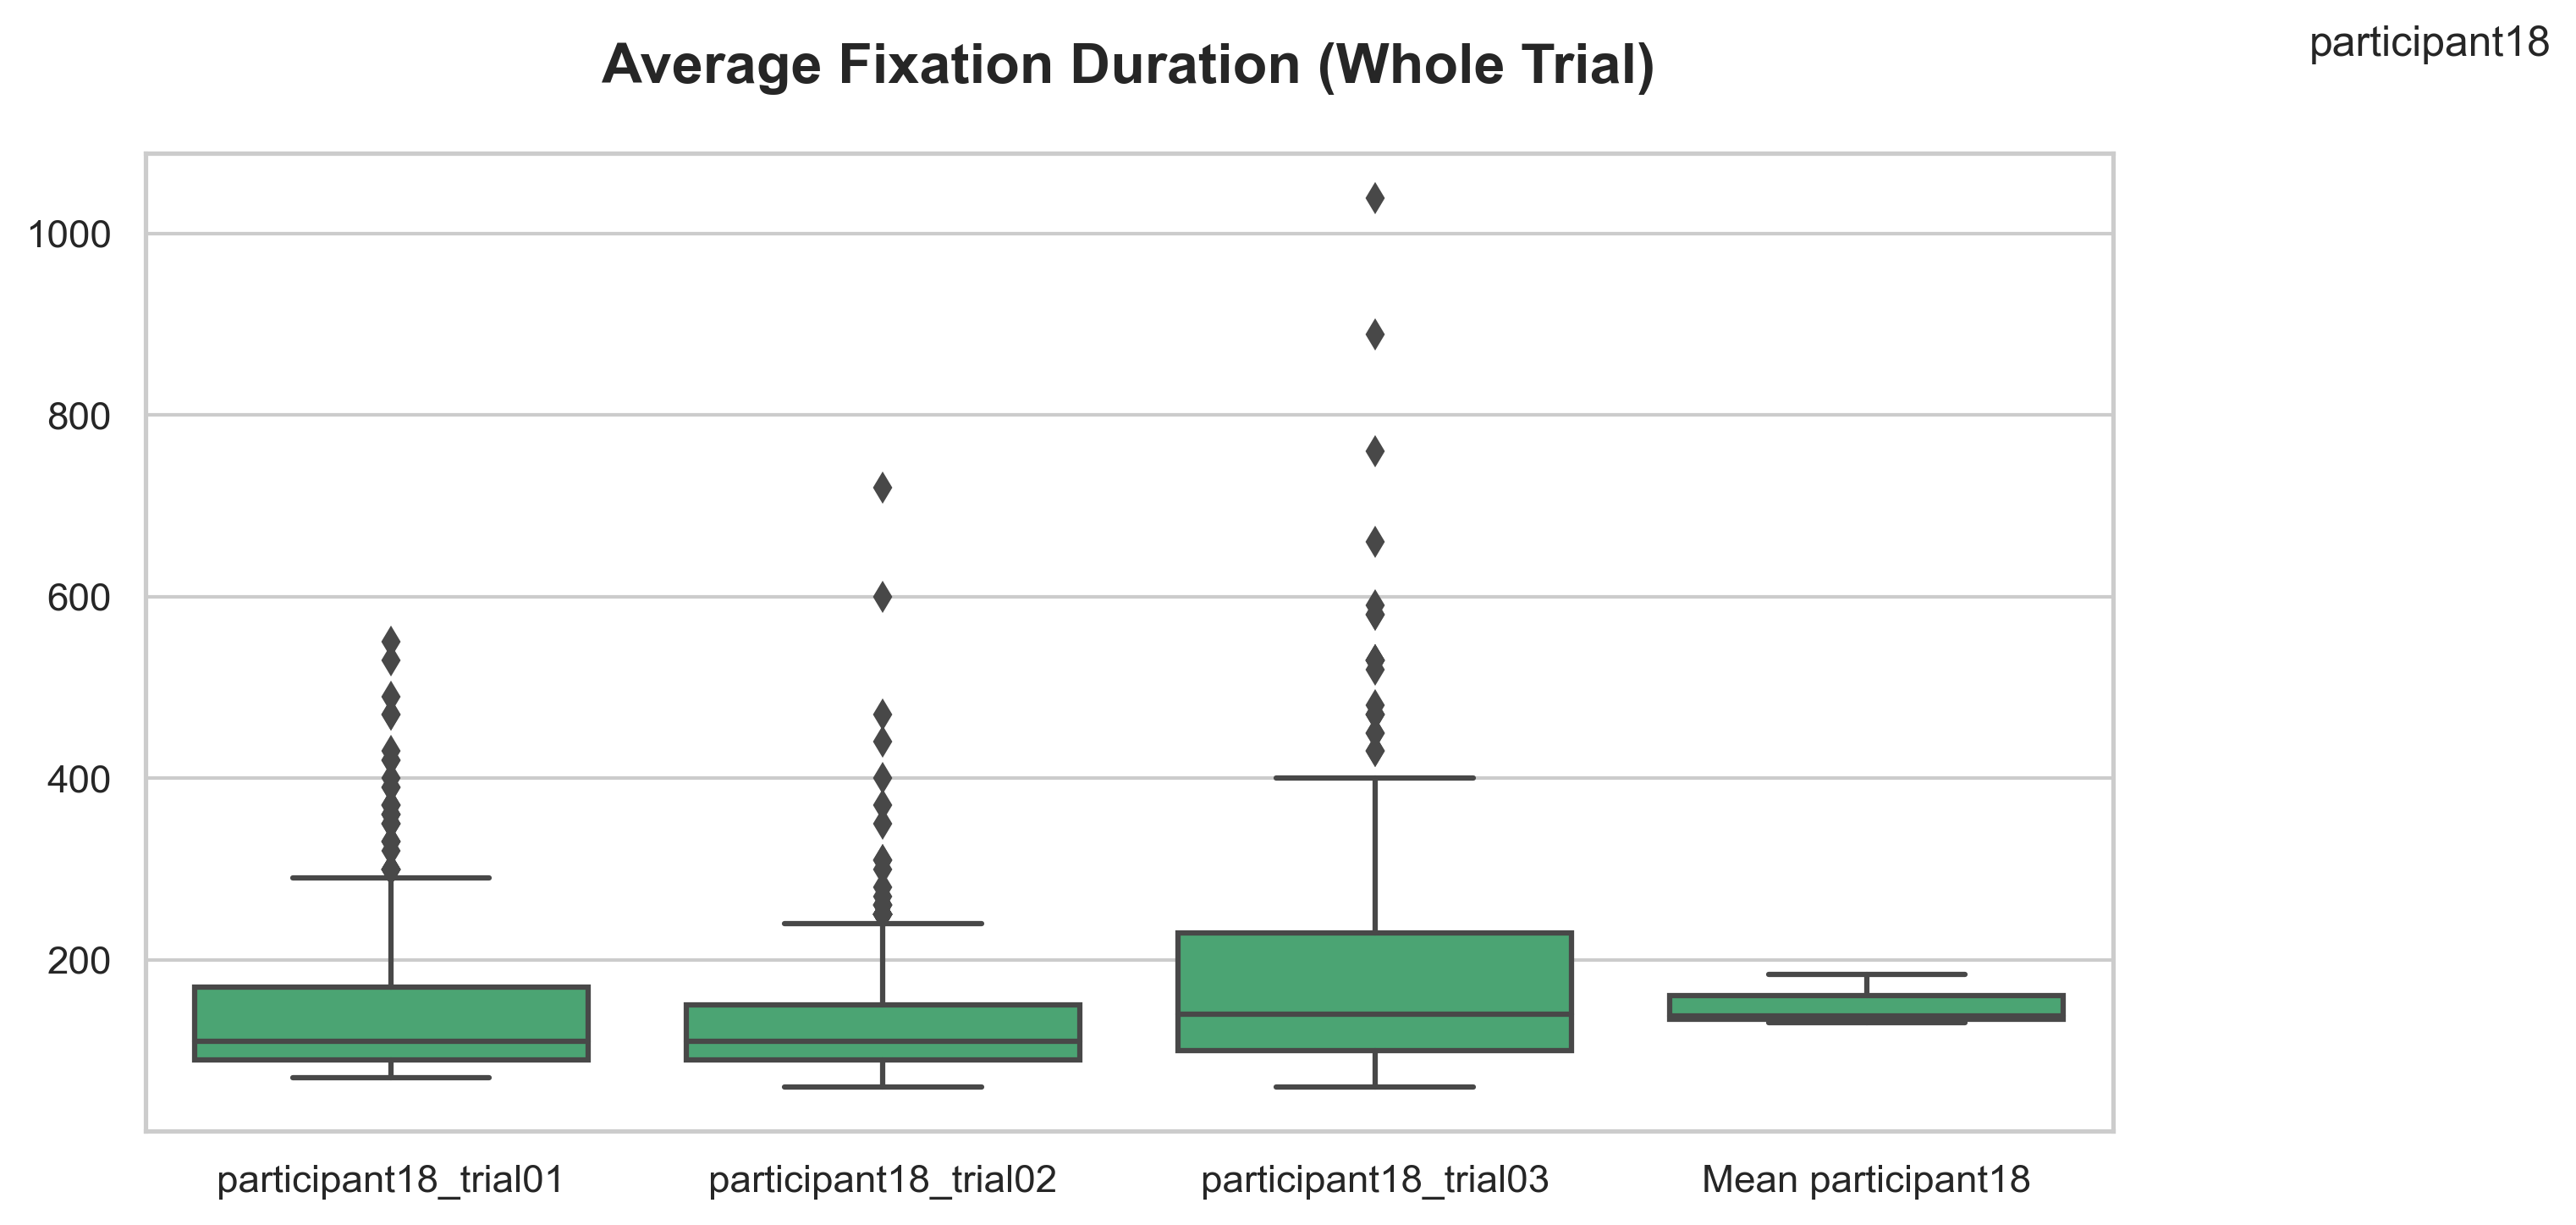 participant18
Average Fixation Duration (Whole Trial)
1000
800
600
400
200
participant18_trial01 participant18_trial02 participant18_trial03 Mean participant18